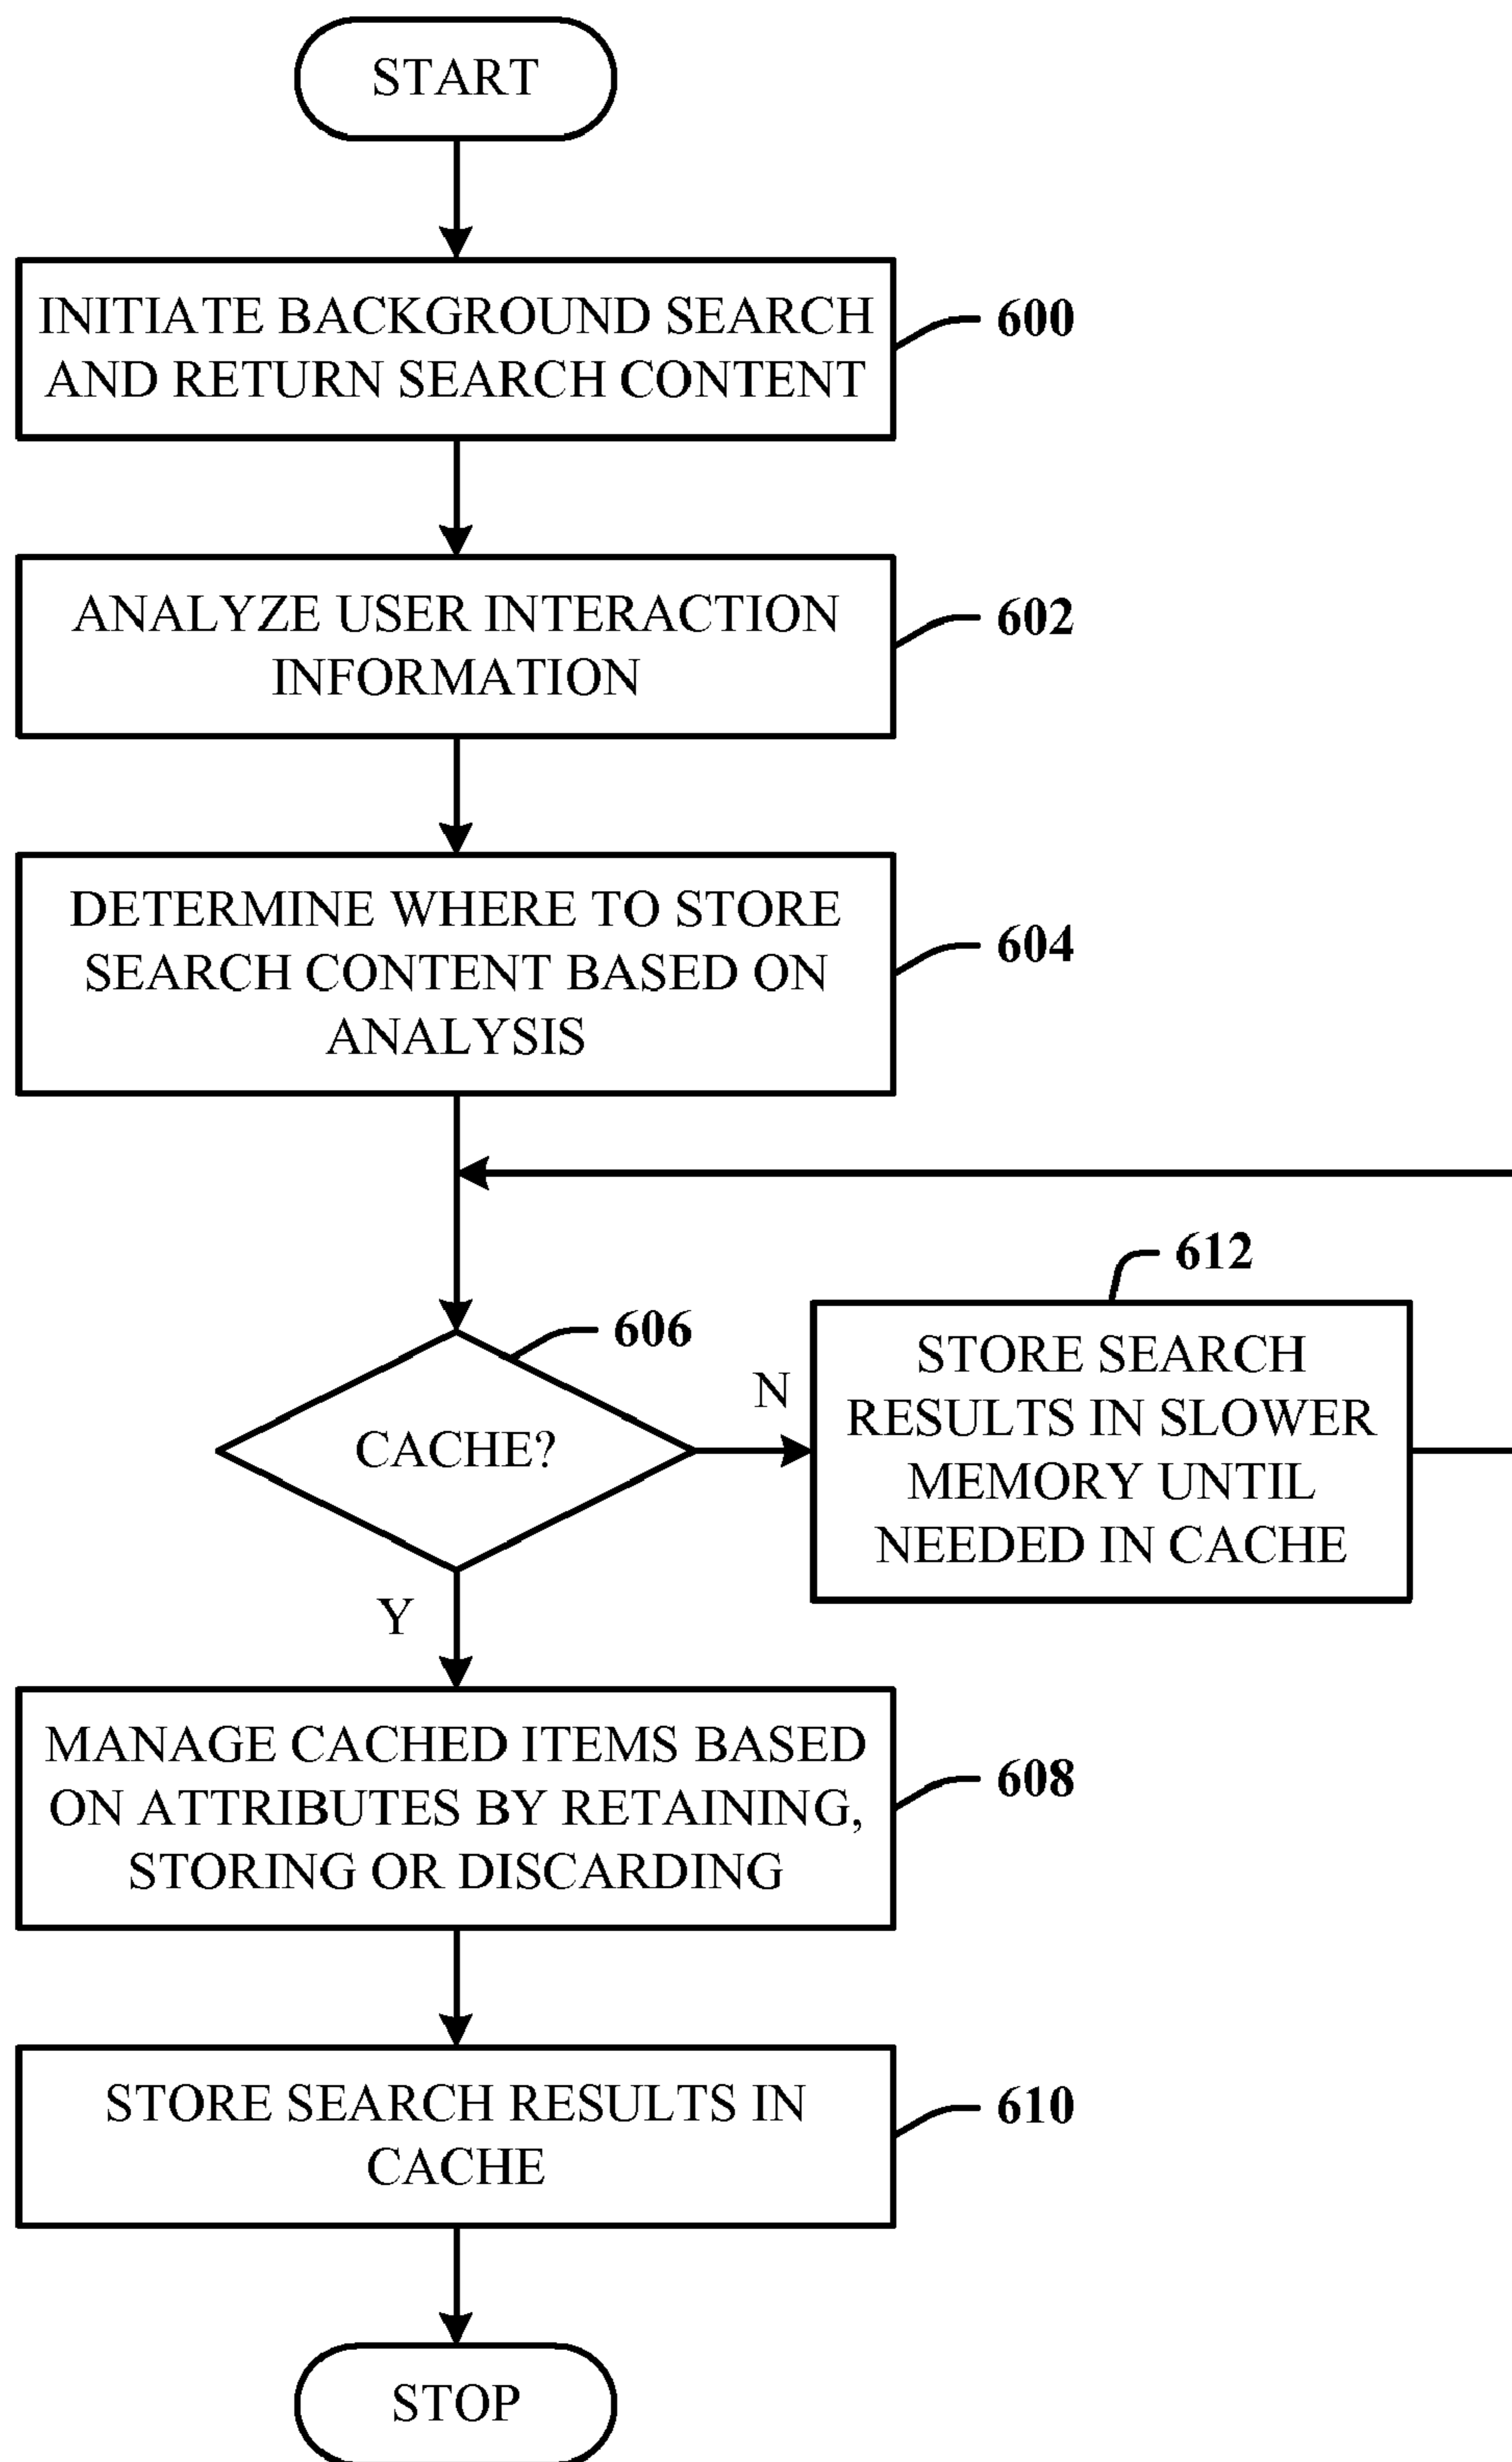 START
INITIATE BACKGROUND SEARCH
AND RETURN SEARCH CONTENT
600
ANALYZE USER INTERACTION
INFORMATION
602
DETERMINE WHERE TO STORE
SEARCH CONTENT BASED ON
ANALYSIS
604
612
606
CACHE?
N
STORE SEARCH
RESULTS IN SLOWER
MEMORY UNTIL
NEEDED IN CACHE
Y
MANAGE CACHED ITEMS BASED
ON ATTRIBUTES BY RETAINING,
STORING OR DISCARDING
608
STORE SEARCH RESULTS IN
CACHE
610
STOP